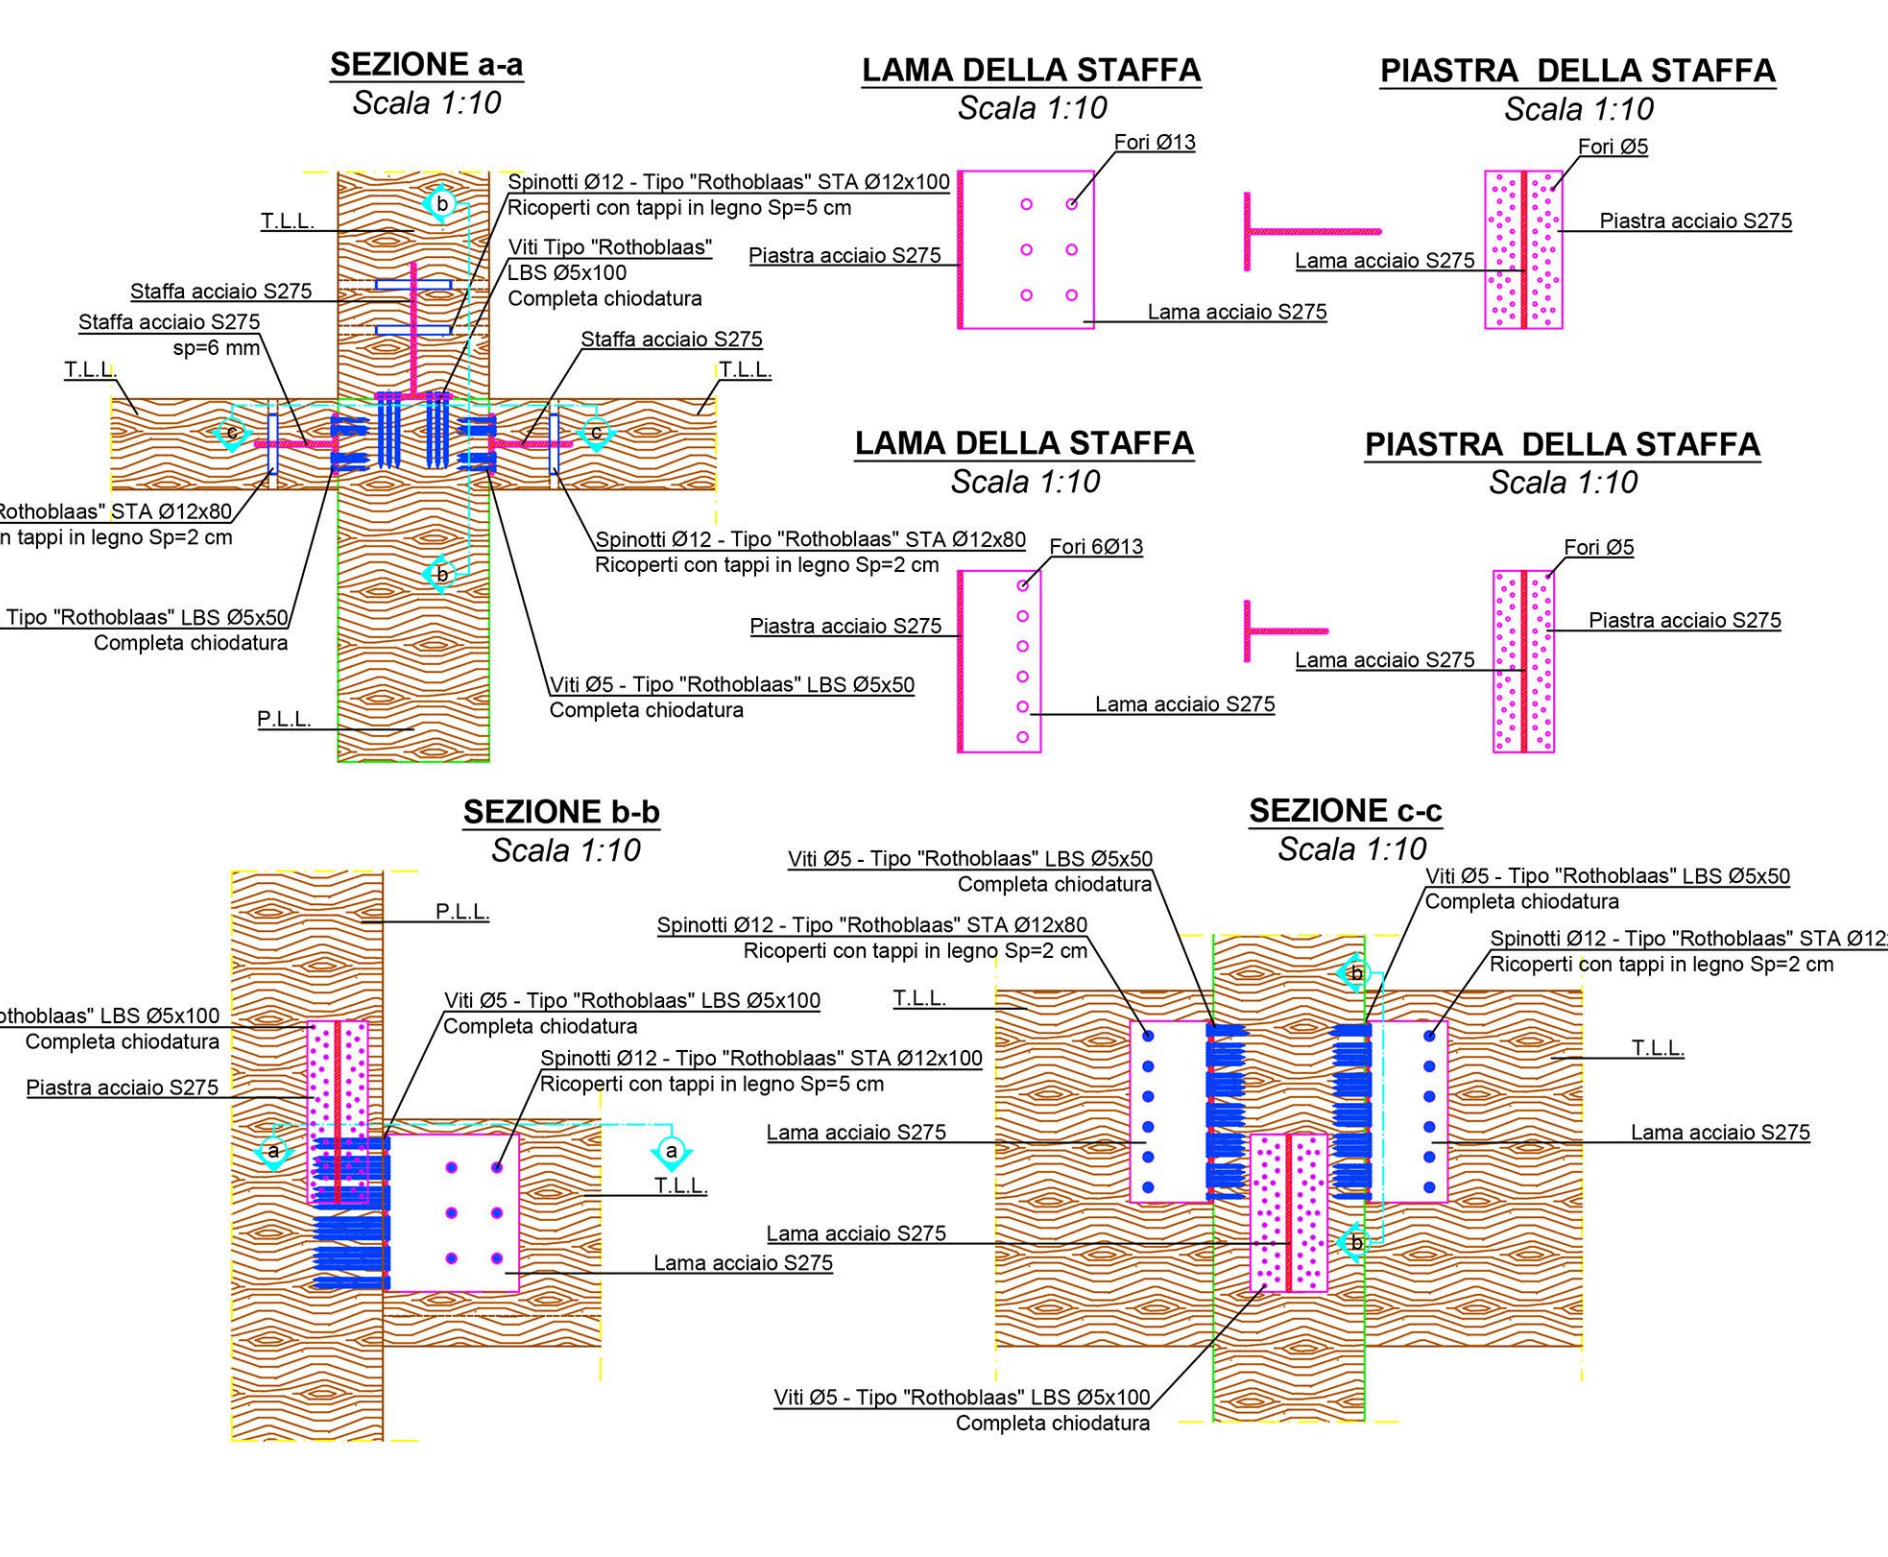 SEZIONE a-a
Scala 1:10
Spinotti Ø12 - Tipo "Rothoblaas" STA Ø12x100
Ricoperti con tappi in legno Sp=5 cm
b
T.L.L.
Viti Tipo "Rothoblaas"
LBS Ø5x100
Completa chiodatura
Staffa acciaio S275
Staffa acciaio S275
sp=6 mm
Staffa acciaio S275
T.L.L.
T.L.L.
c
c
Rothoblaas" STA Ø12x80
n tappi in legno Sp=2 cm
Spinotti Ø12 - Tipo "Rothoblaas" STA Ø12x80
Ricoperti con tappi in legno Sp=2 cm
b
Tipo "Rothoblaas" LBS Ø5x50
Completa chiodatura
Viti Ø5 - Tipo "Rothoblaas" LBS Ø5x50
Completa chiodatura
P.L.L.
LAMA DELLA STAFFA
Scala 1:10
Fori Ø13
Piastra acciaio S275
Lama acciaio S275
PIASTRA DELLA STAFFA
Scala 1:10
Fori Ø5
Piastra acciaio S275
Lama acciaio S275
LAMA DELLA STAFFA
Scala 1:10
Fori 6Ø13
Piastra acciaio S275
Lama acciaio S275
PIASTRA DELLA STAFFA
Scala 1:10
Fori Ø5
Piastra acciaio S275
Lama acciaio S275
SEZIONE b-b
Scala 1:10
P.L.L.
othoblaas" LBS Ø5x100
Completa chiodatura
Viti Ø5 - Tipo "Rothoblaas" LBS Ø5x100
Completa chiodatura
Spinotti Ø12 - Tipo "Rothoblaas" STA Ø12x100
Ricoperti con tappi in legno Sp=5 cm
Piastra acciaio S275
a
a
T.L.L.
Lama acciaio S275
SEZIONE c-c
Scala 1:10
Viti Ø5 - Tipo "Rothoblaas" LBS Ø5x50
Completa chiodatura
Viti Ø5 - Tipo "Rothoblaas" LBS Ø5x50
Completa chiodatura
Spinotti Ø12 - Tipo "Rothoblaas" STA Ø12x80
Ricoperti con tappi in legno Sp=2 cm
Spinotti Ø12 - Tipo "Rothoblaas" STA Ø12
Ricoperti con tappi in legno Sp=2 cm
b
T.L.L.
T.L.L.
Lama acciaio S275
Lama acciaio S275
Lama acciaio S275
b
Viti Ø5 - Tipo "Rothoblaas" LBS Ø5x100
Completa chiodatura